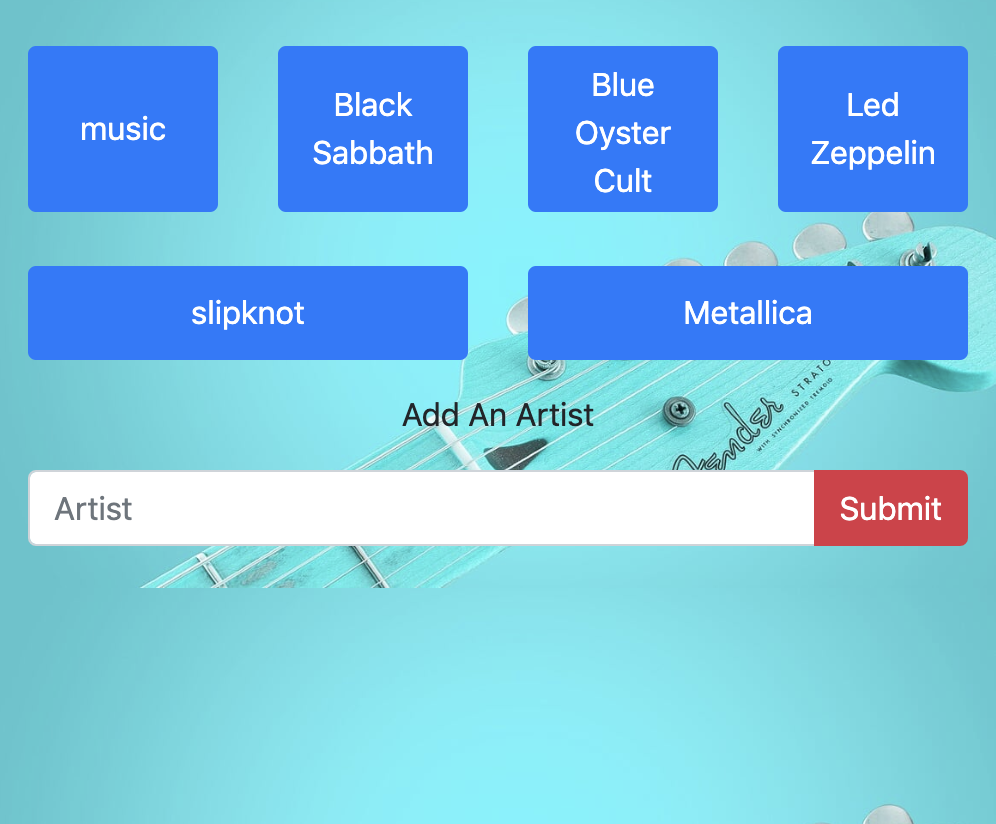 music
Black
Sabbath
Blue
Oyster
Cult
Led
Zeppelin
slipknot
Metallica
Add An Artist
Fender
STRATO
WITH SYNCHRONIZED TREMOLO
Artist
Submit